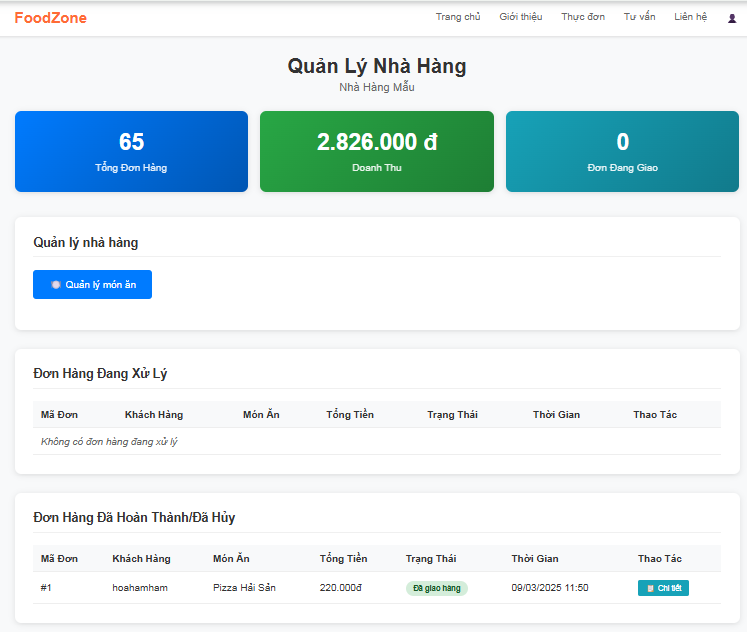 FoodZone Trang chủ Giới thiệu Thực đơn Tư vấn Liên hệ
Quản Lý Nhà Hàng
Nhà Hàng Mẫu
65 2.826.000 đ 0
Tổng Đơn Hàng Doanh Thu Đơn Đang Giao
Quản lý nhà hàng
Quản lý món ăn
Đơn Hàng Đang Xử Lý
Mã Đơn Khách Hàng Món Ăn Tổng Tiền Trạng Thái Thời Gian Thao Tác
Không có đơn hàng đang xử lý
Đơn Hàng Đã Hoàn Thành/Đã Hủy
Mã Đơn Khách Hàng Món Ăn Tổng Tiền Trạng Thái Thời Gian Thao Tác
#1 hoahamham Pizza Hải Sản 220.000đ Đã giao hàng 09/03/2025 11:50 Chi tiết